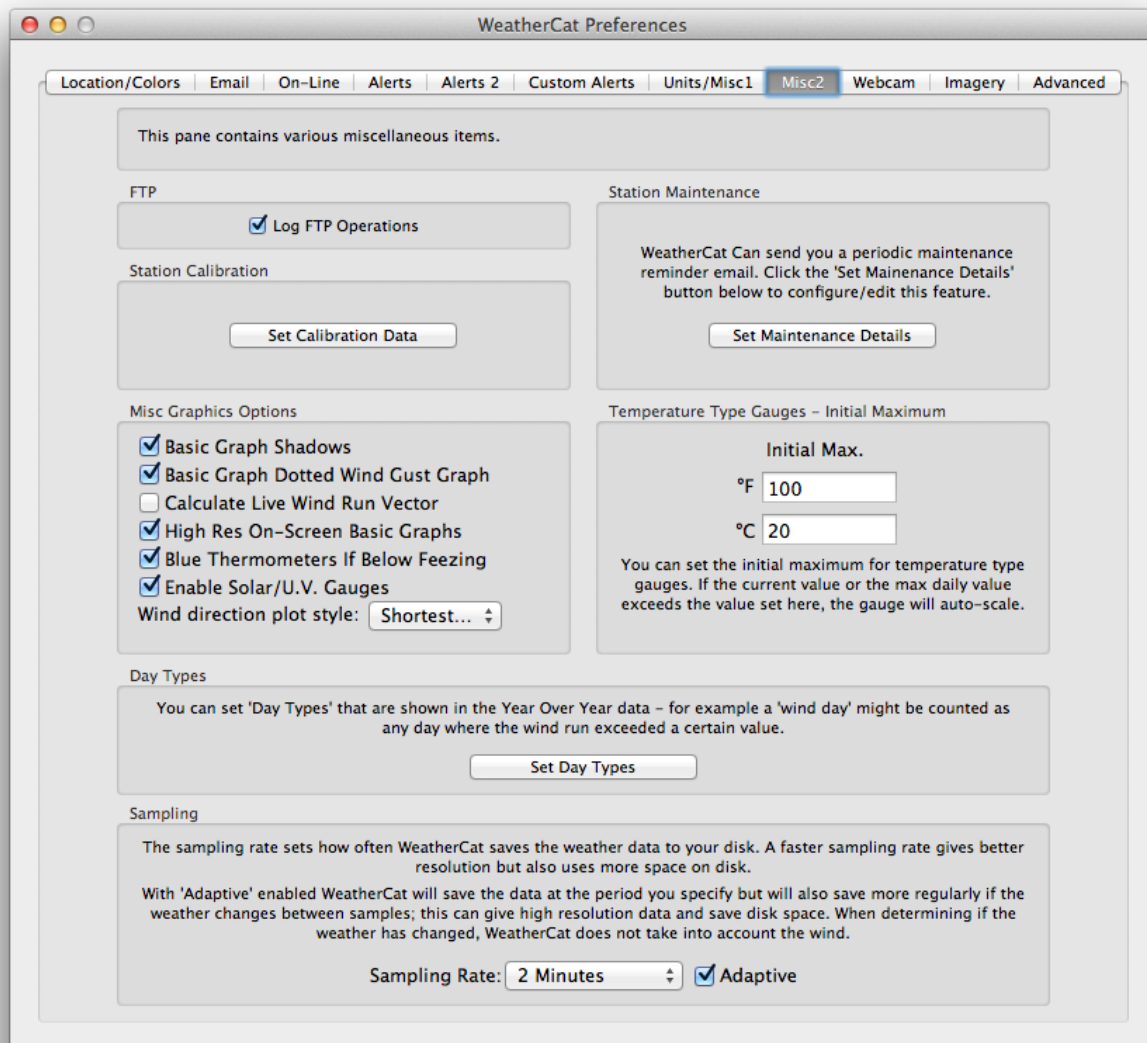 WeatherCat Preferences
Location/Colors Email On-Line Alerts Alerts 2 Custom Alerts Units/Misc1 Misc2 Webcam Imagery Advanced
This pane contains various miscellaneous items.
FTP
Log FTP Operations
Station Calibration
Set Calibration Data
Station Maintenance
WeatherCat Can send you a periodic maintenance
reminder email. Click the 'Set Mainenance Details'
button below to configure/edit this feature.
Set Maintenance Details
Misc Graphics Options
Basic Graph Shadows
Basic Graph Dotted Wind Gust Graph
Calculate Live Wind Run Vector
High Res On-Screen Basic Graphs
Blue Thermometers If Below Freezing
Enable Solar/U.V. Gauges
Wind direction plot style: Shortest...
Temperature Type Gauges - Initial Maximum
Initial Max.
°F 100
°C 20
You can set the initial maximum for temperature type
gauges. If the current value or the max daily value
exceeds the value set here, the gauge will auto-scale.
Day Types
You can set 'Day Types' that are shown in the Year Over Year data - for example a 'wind day' might be counted as
any day where the wind run exceeded a certain value.
Set Day Types
Sampling
The sampling rate sets how often WeatherCat saves the weather data to your disk. A faster sampling rate gives better
resolution but also uses more space on disk.
With 'Adaptive' enabled WeatherCat will save the data at the period you specify but will also save more regularly if the
weather changes between samples; this can give high resolution data and save disk space. When determining if the
weather has changed, WeatherCat does not take into account the wind.
Sampling Rate: 2 Minutes Adaptive